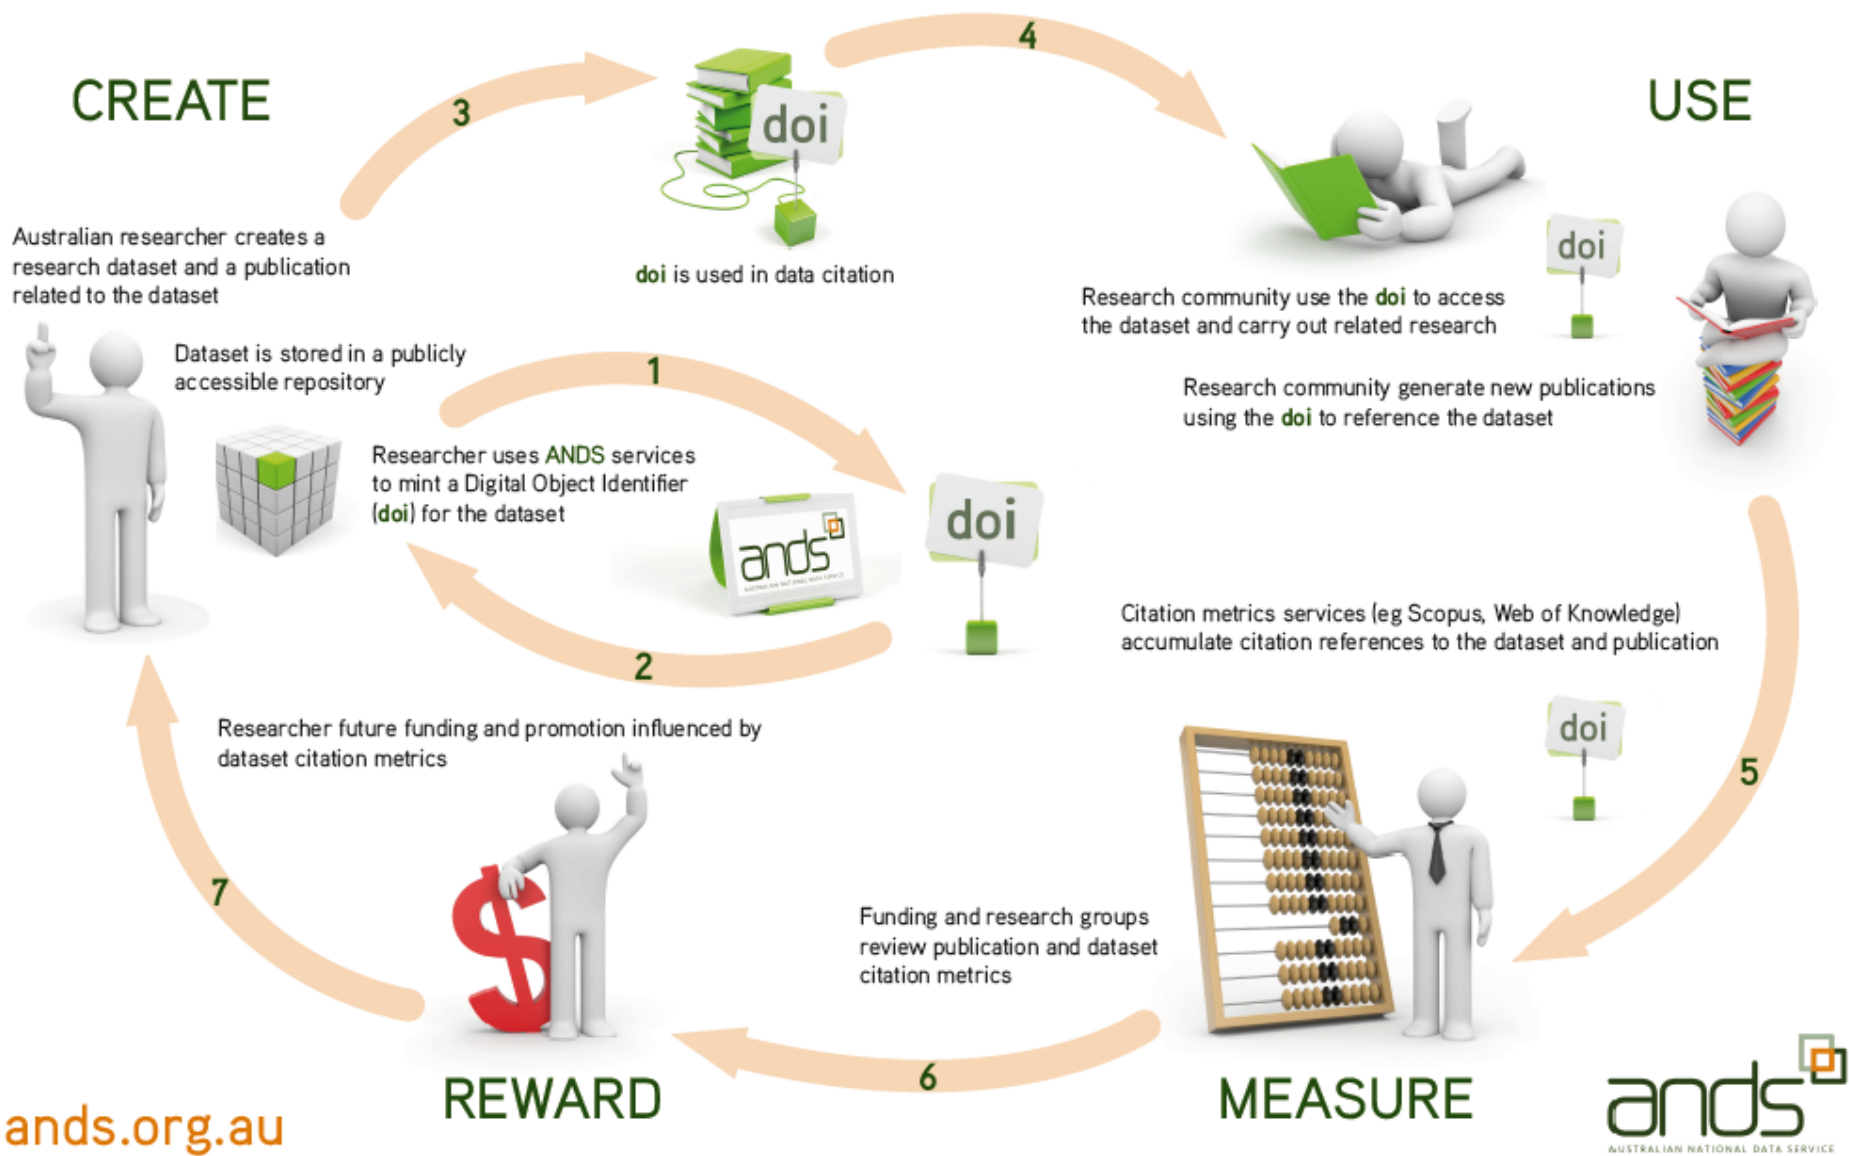 CREATE
USE
3
4
doi
doi is used in data citation
Australian researcher creates a
research dataset and a publication
related to the dataset
Dataset is stored in a publicly
accessible repository
1
Researcher uses ANDS services
to mint a Digital Object Identifier
(doi) for the dataset
ands
AUSTRALIAN NATIONAL DATA SERVICE
doi
2
doi
Research community use the doi to access
the dataset and carry out related research
Research community generate new publications
using the doi to reference the dataset
Citation metrics services (eg Scopus, Web of Knowledge)
accumulate citation references to the dataset and publication
doi
5
Researcher future funding and promotion influenced by
dataset citation metrics
7
Funding and research groups
review publication and dataset
citation metrics
6
REWARD
MEASURE
ands.org.au
ands
AUSTRALIAN NATIONAL DATA SERVICE